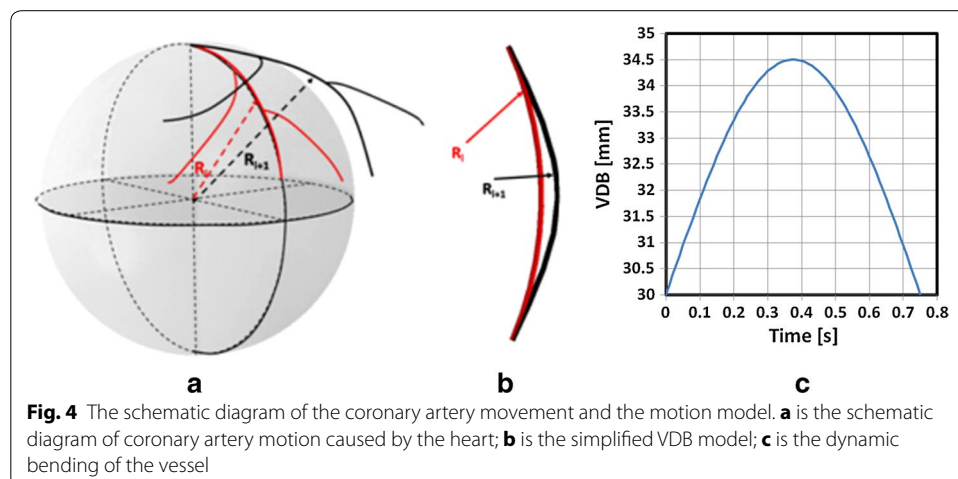 R_i
R_{i+1}
a
R_i
R_{i+1}
b
VDB [mm]
35
34.5
34
33.5
33
32.5
32
31.5
31
30.5
30
0 0.1 0.2 0.3 0.4 0.5 0.6 0.7 0.8
Time [s]
c
Fig. 4 The schematic diagram of the coronary artery movement and the motion model. a is the schematic
diagram of coronary artery motion caused by the heart; b is the simplified VDB model; c is the dynamic
bending of the vessel